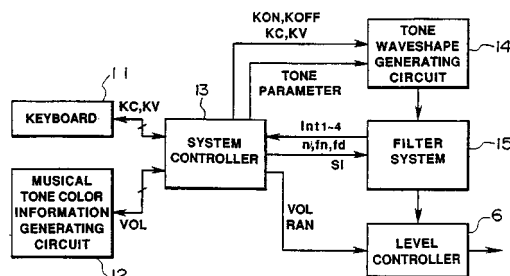 KON,KOFF
KC,KV
TONE
WAVESHAPE
GENERATING
CIRCUIT
14
11
13
TONE
PARAMETER
KEYBOARD
KC,KV
SYSTEM
CONTROLLER
Int1~4
n,fn,fd
SI
FILTER
SYSTEM
15
MUSICAL
TONE COLOR
INFORMATION
GENERATING
CIRCUIT
VOL
12
VOL
RAN
LEVEL
CONTROLLER
6